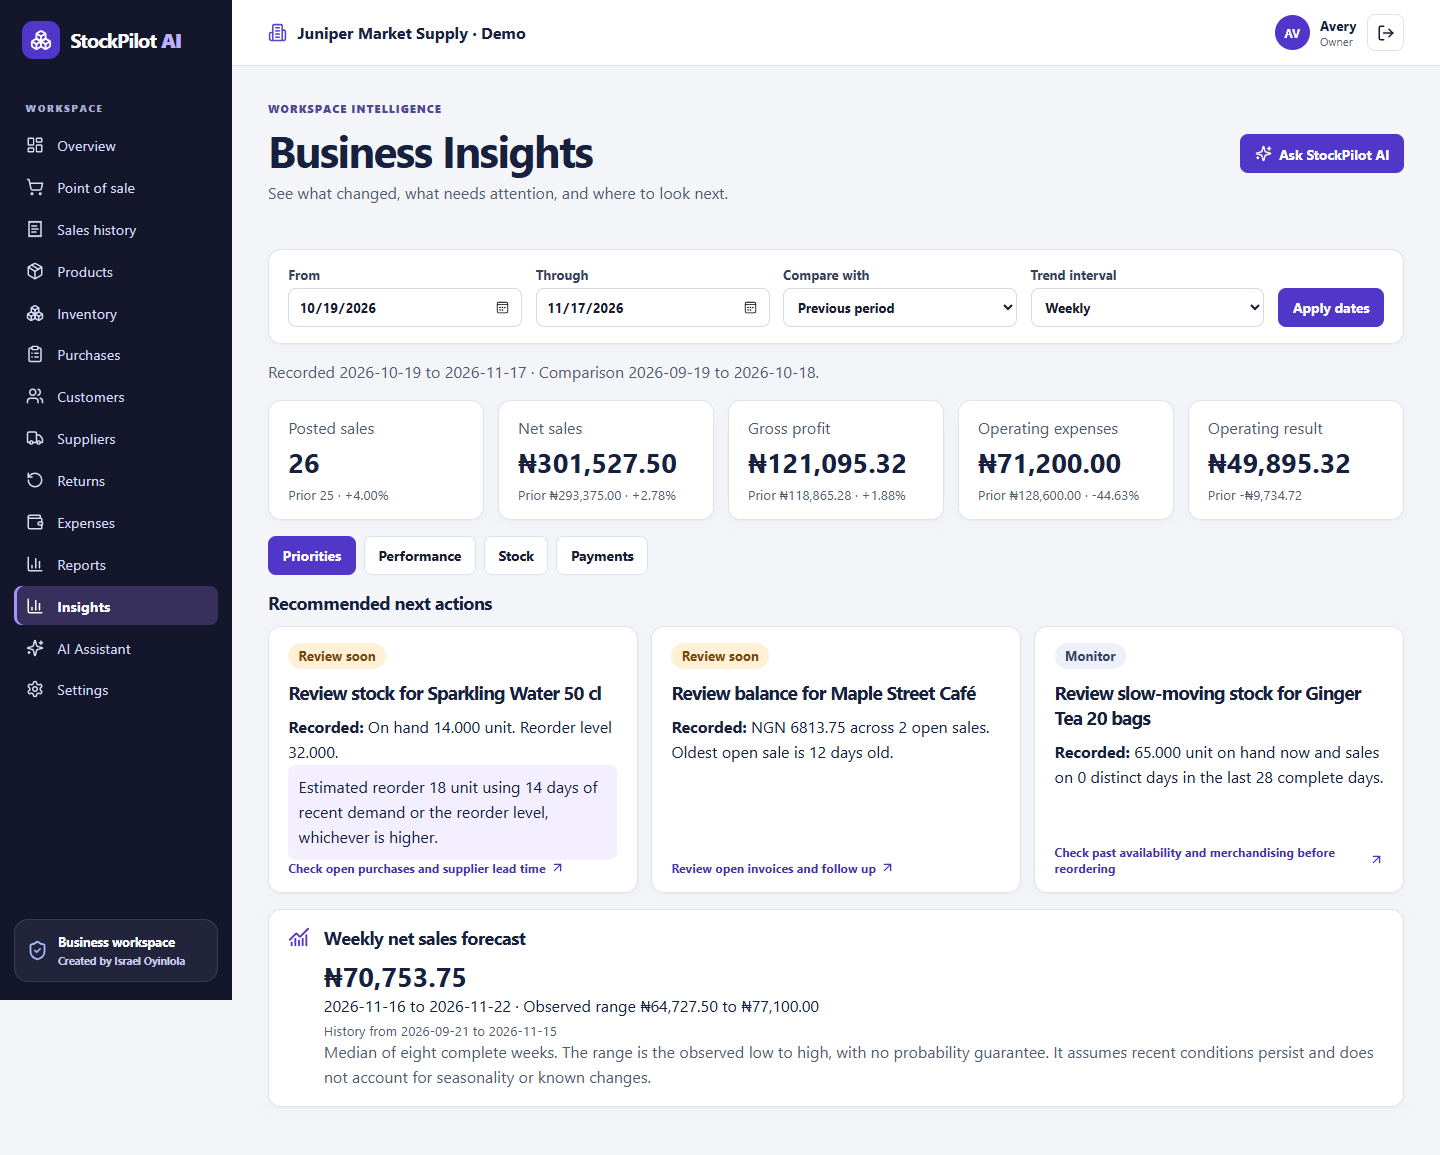 StockPilot AI
WORKSPACE
Overview
Point of sale
Sales history
Products
Inventory
Purchases
Customers
Suppliers
Returns
Expenses
Reports
Insights
AI Assistant
Settings
Business workspace
Created by Israel Oyinlola
Juniper Market Supply · Demo
AV
Avery
Owner
WORKSPACE INTELLIGENCE
Business Insights
See what changed, what needs attention, and where to look next.
Ask StockPilot AI
From
10/19/2026
Through
11/17/2026
Compare with
Previous period
Trend interval
Weekly
Apply dates
Recorded 2026-10-19 to 2026-11-17 · Comparison 2026-09-19 to 2026-10-18.
Posted sales
26
Prior 25 · +4.00%
Net sales
₦301,527.50
Prior ₦293,375.00 · +2.78%
Gross profit
₦121,095.32
Prior ₦118,865.28 · +1.88%
Operating expenses
₦71,200.00
Prior ₦128,600.00 · -44.63%
Operating result
₦49,895.32
Prior -₦9,734.72
Priorities
Performance
Stock
Payments
Recommended next actions
Review soon
Review stock for Sparkling Water 50 cl
Recorded: On hand 14.000 unit. Reorder level
32.000.
Estimated reorder 18 unit using 14 days of
recent demand or the reorder level,
whichever is higher.
Check open purchases and supplier lead time
Review soon
Review balance for Maple Street Café
Recorded: NGN 6813.75 across 2 open sales.
Oldest open sale is 12 days old.
Review open invoices and follow up
Monitor
Review slow-moving stock for Ginger
Tea 20 bags
Recorded: 65.000 unit on hand now and sales
on 0 distinct days in the last 28 complete days.
Check past availability and merchandising before
reordering
Weekly net sales forecast
₦70,753.75
2026-11-16 to 2026-11-22 · Observed range ₦64,727.50 to ₦77,100.00
History from 2026-09-21 to 2026-11-15
Median of eight complete weeks. The range is the observed low to high, with no probability guarantee. It assumes recent conditions persist and does
not account for seasonality or known changes.